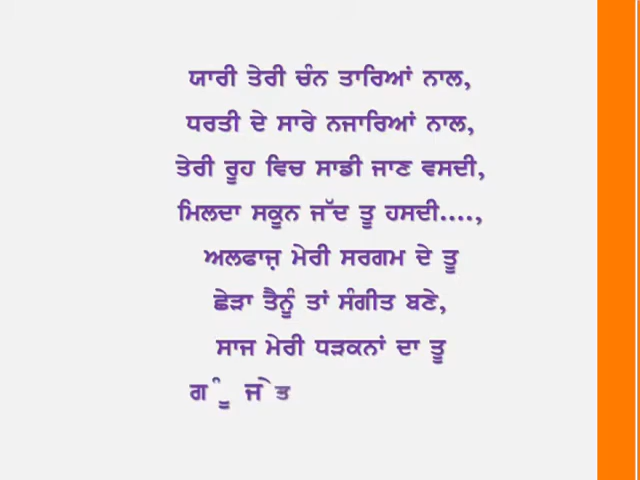 ਯਾਰੀ ਤੇਰੀ ਚੰਨ ਤਾਰਿਆਂ ਨਾਲ,
ਧਰਤੀ ਦੇ ਸਾਰੇ ਨਜਾਰਿਆਂ ਨਾਲ,
ਤੇਰੀ ਰੂਹ ਵਿਚ ਸਾਡੀ ਜਾਣ ਵਸਦੀ,
ਮਿਲਦਾ ਸਕੂਨ ਜੱਦ ਤੂ ਹਸਦੀ....,
ਅਲਫਾਜ਼ ਮੇਰੀ ਸਰਗਮ ਦੇ ਤੂ
ਛੇੜਾ ਤੈਨੂੰ ਤਾਂ ਸੰਗੀਤ ਬਣੇ,
ਸਾਜ ਮੇਰੀ ਧੜਕਨਾਂ ਦਾ ਤੂ